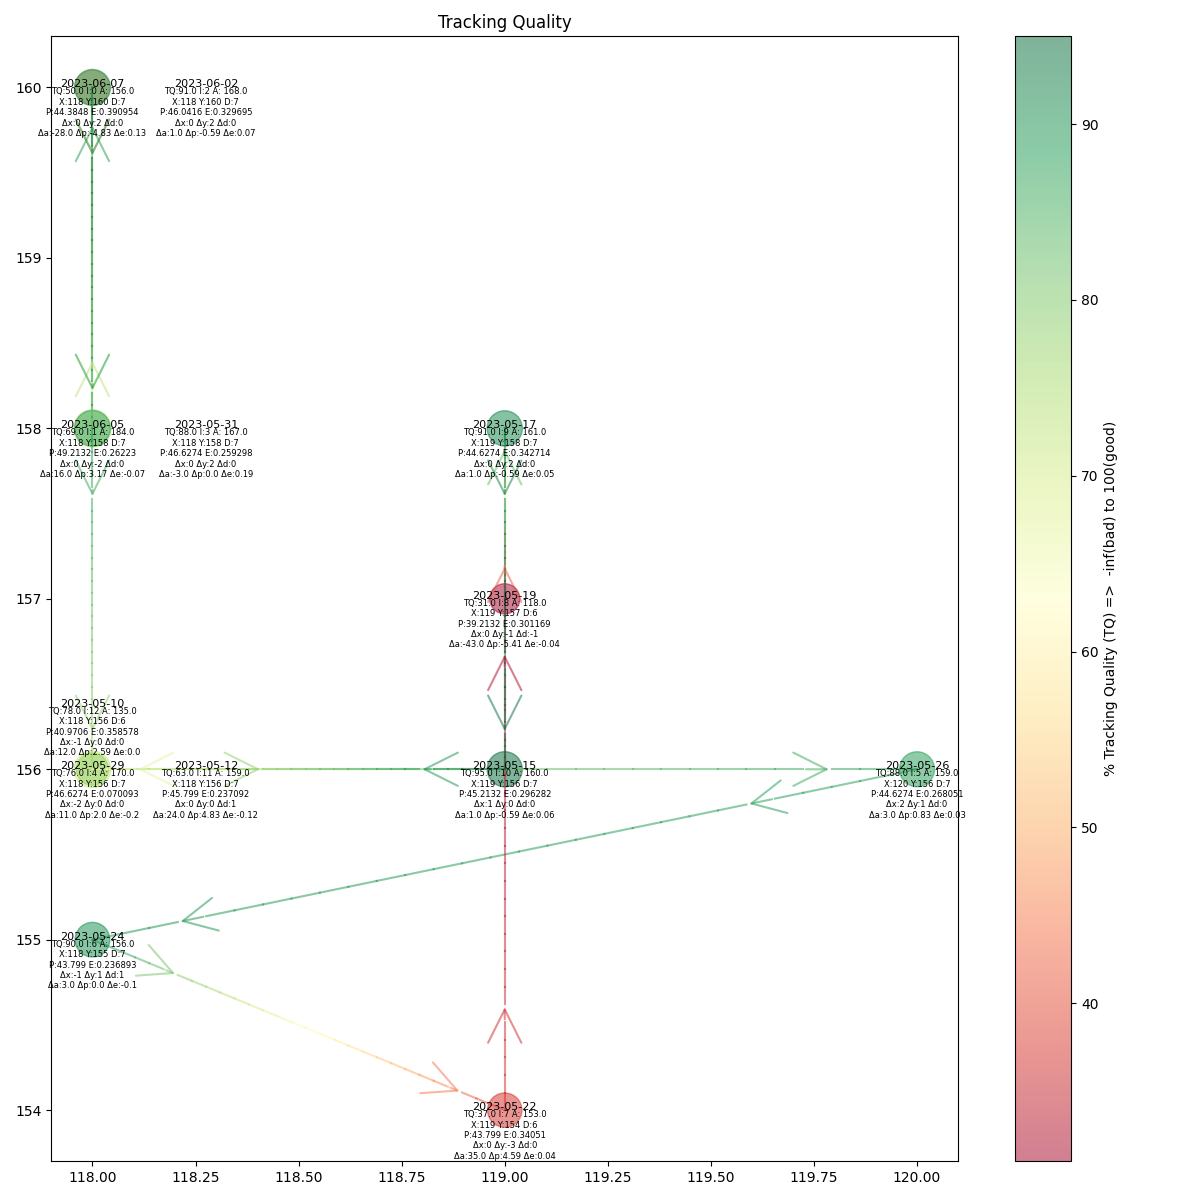 Tracking Quality
160
159
158
157
156
155
154
2023-06-07
TQ:50.0 I:0 A: 156.0
X:118 Y:160 D:7
P:44.3848 E:0.390954
Δx:0 Δy:2 Δd:0
Δa:-28.0 Δp:-4.83 Δe:0.13
2023-06-02
TQ:91.0 I:2 A: 168.0
X:118 Y:160 D:7
P:46.0416 E:0.329695
Δx:0 Δy:2 Δd:0
Δa:1.0 Δp:-0.59 Δe:0.07
2023-06-05
TQ:69.0 I:1 A: 184.0
X:118 Y:158 D:7
P:49.2132 E:0.26223
Δx:0 Δy:-2 Δd:0
Δa:16.0 Δp:3.17 Δe:-0.07
2023-05-31
TQ:88.0 I:3 A: 167.0
X:118 Y:158 D:7
P:46.6274 E:0.259298
Δx:0 Δy:2 Δd:0
Δa:-3.0 Δp:0.0 Δe:0.19
2023-05-17
TQ:91.0 I:9 A: 161.0
X:119 Y:158 D:7
P:44.6274 E:0.342714
Δx:0 Δy:2 Δd:0
Δa:1.0 Δp:-0.59 Δe:0.05
2023-05-19
TQ:31.0 I:8 A: 118.0
X:119 Y:157 D:6
P:39.2132 E:0.301169
Δx:0 Δy:-1 Δd:-1
Δa:-43.0 Δp:-5.41 Δe:-0.04
2023-05-10
TQ:78.0 I:12 A: 135.0
X:118 Y:156 D:6
P:40.9706 E:0.358578
Δx:-1 Δy:0 Δd:0
Δa:12.0 Δp:2.59 Δe:0.0
2023-05-29
TQ:76.0 I:4 A: 170.0
X:118 Y:156 D:7
P:46.6274 E:0.070093
Δx:-2 Δy:0 Δd:0
Δa:11.0 Δp:2.0 Δe:-0.2
2023-05-12
TQ:63.0 I:11 A: 159.0
X:118 Y:156 D:7
P:45.799 E:0.237092
Δx:0 Δy:0 Δd:1
Δa:24.0 Δp:4.83 Δe:-0.12
2023-05-15
TQ:95.0 I:10 A: 160.0
X:119 Y:156 D:7
P:45.2132 E:0.296282
Δx:1 Δy:0 Δd:0
Δa:1.0 Δp:-0.59 Δe:0.06
2023-05-26
TQ:88.0 I:5 A: 159.0
X:120 Y:156 D:7
P:44.6274 E:0.268051
Δx:2 Δy:1 Δd:0
Δa:3.0 Δp:0.83 Δe:0.03
2023-05-24
TQ:90.0 I:6 A: 156.0
X:118 Y:155 D:7
P:43.799 E:0.236893
Δx:-1 Δy:1 Δd:1
Δa:3.0 Δp:0.0 Δe:-0.1
2023-05-22
TQ:37.0 I:7 A: 153.0
X:119 Y:154 D:6
P:43.799 E:0.34051
Δx:0 Δy:-3 Δd:0
Δa:35.0 Δp:4.59 Δe:0.04
118.00 118.25 118.50 118.75 119.00 119.25 119.50 119.75 120.00
90
80
70
60
50
40
% Tracking Quality (TQ) => -inf(bad) to 100(good)